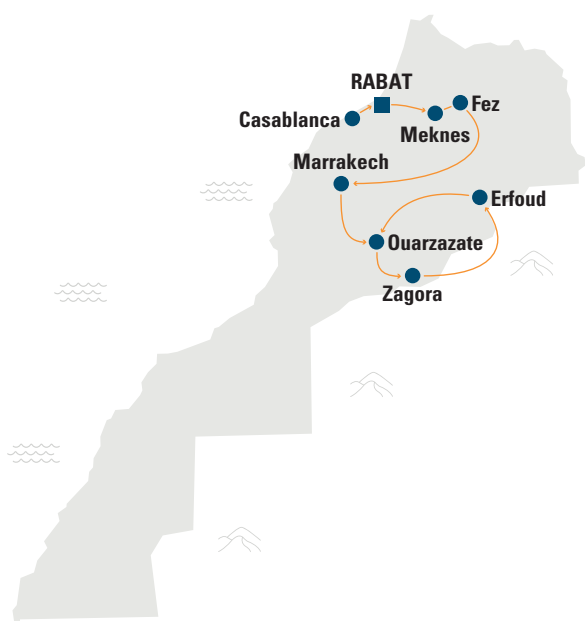 RABAT
Fez
Casablanca
Meknes
Marrakech
Erfoud
Ouarzazate
Zagora